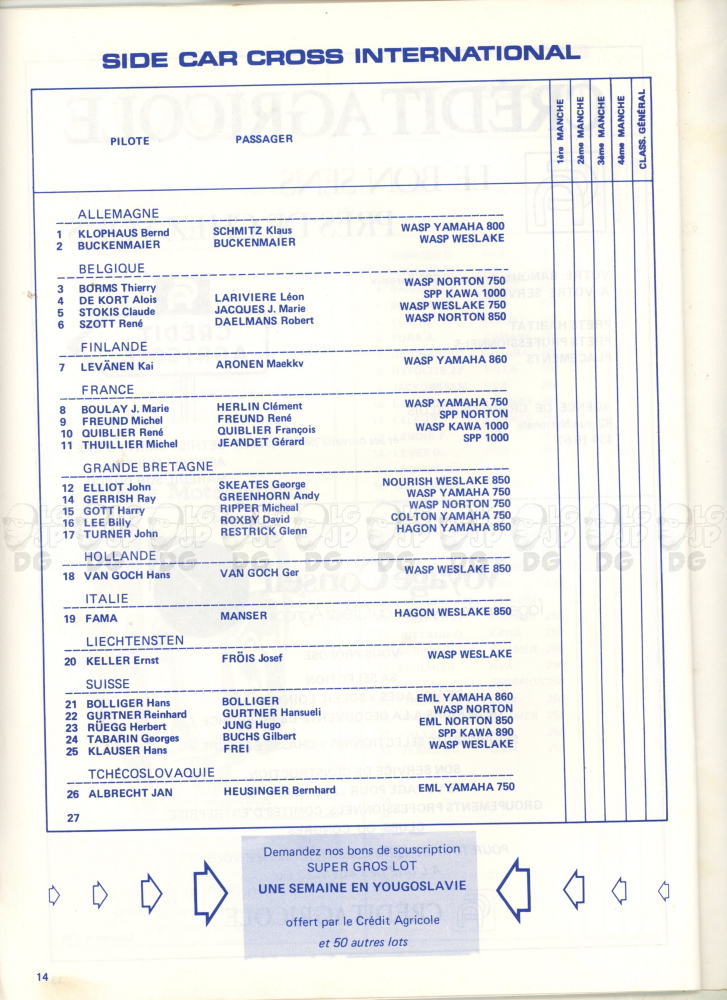 SIDE CAR CROSS INTERNATIONAL
PILOTE PASSAGER 1ère MANCHE 2ème MANCHE 3ème MANCHE 4ème MANCHE CLASS. GÉNÉRAL
ALLEMAGNE
1 KLOPHAUS Bernd SCHMITZ Klaus WASP YAMAHA 800
2 BUCKENMAIER BUCKENMAIER WASP WESLAKE
BELGIQUE
3 BORMS Thierry WASP NORTON 750
4 DE KORT Alois LARIVIERE Léon SPP KAWA 1000
5 STOKIS Claude JACQUES J. Marie WASP WESLAKE 750
6 SZOTT René DAELMANS Robert WASP NORTON 850
FINLANDE
7 LEVÄNEN Kai ARONEN Maekkv WASP YAMAHA 860
FRANCE
8 BOULAY J. Marie HERLIN Clément WASP YAMAHA 750
9 FREUND Michel FREUND René SPP NORTON
10 QUIBLIER René QUIBLIER François WASP KAWA 1000
11 THUILLIER Michel JEANDET Gérard SPP 1000
GRANDE BRETAGNE
12 ELLIOT John SKEATES George NOURISH WESLAKE 850
14 GERRISH Ray GREENHORN Andy WASP YAMAHA 750
15 GOTT Harry RIPPER Micheal WASP NORTON 750
16 LEE Billy ROXBY David COLTON YAMAHA 750
17 TURNER John RESTRICK Glenn HAGON YAMAHA 850
HOLLANDE
18 VAN GOCH Hans VAN GOCH Ger WASP WESLAKE 850
ITALIE
19 FAMA MANSER HAGON WESLAKE 850
LIECHTENSTEN
20 KELLER Ernst FRÖIS Josef WASP WESLAKE
SUISSE
21 BOLLIGER Hans BOLLIGER EML YAMAHA 860
22 GURTNER Reinhard GURTNER Hansueli WASP NORTON
23 RÜEGG Herbert JUNG Hugo EML NORTON 850
24 TABARIN Georges BUCHS Gilbert SPP KAWA 890
25 KLAUSER Hans FREI WASP WESLAKE
TCHÉCOSLOVAQUIE
26 ALBRECHT JAN HEUSINGER Bernhard EML YAMAHA 750
27
Demandez nos bons de souscription
SUPER GROS LOT
UNE SEMAINE EN YOUGOSLAVIE
offert par le Crédit Agricole
et 50 autres lots
14